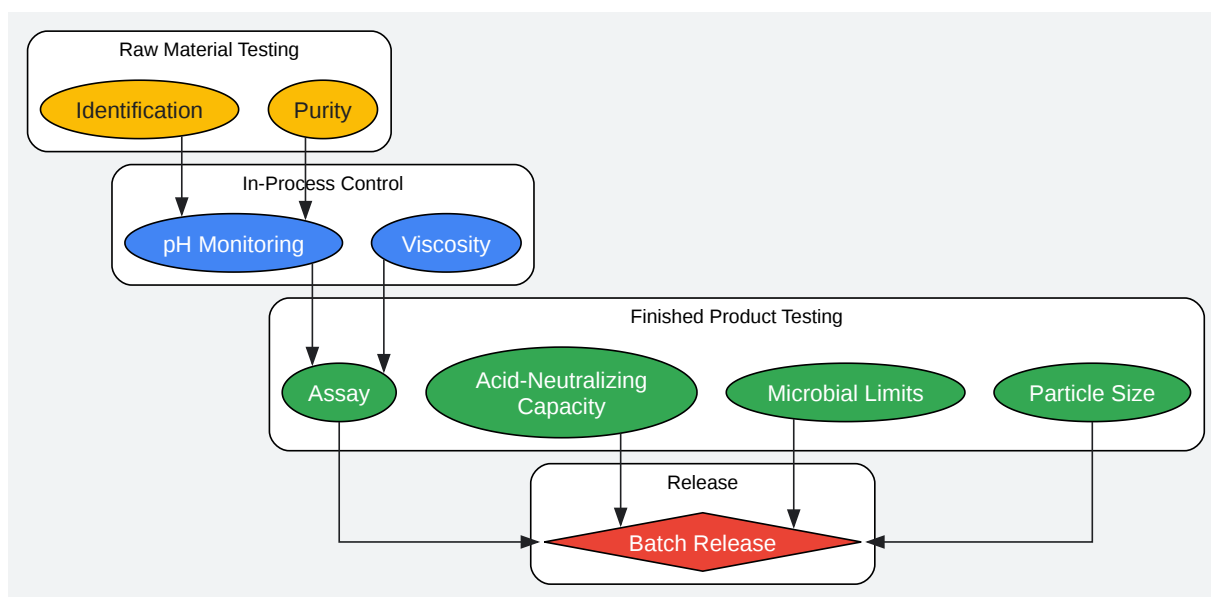 Raw Material Testing
Identification
Purity
In-Process Control
pH Monitoring
Viscosity
Finished Product Testing
Assay
Acid-Neutralizing
Capacity
Microbial Limits
Particle Size
Release
Batch Release